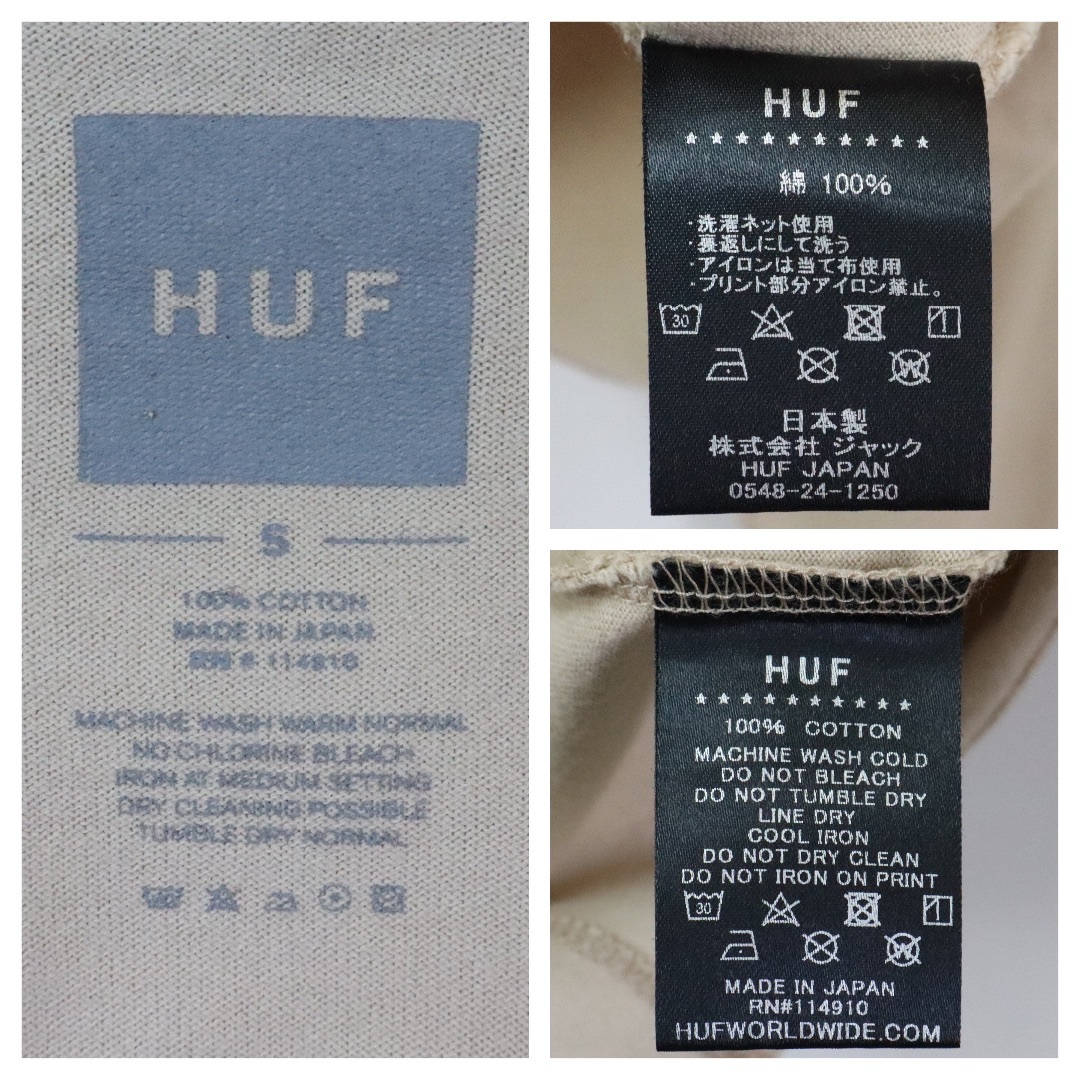 HUF
S
100% COTTON
MADE IN JAPAN
RN# 114910
MACHINE WASH WARM NORMAL
NO CHLORINE BLEACH
IRON AT MEDIUM SETTING
DRY CLEANING POSSIBLE
TUMBLE DRY NORMAL
HUF
綿 100%
・洗濯ネット使用
・裏返しにして洗う
・アイロンは当て布使用
・プリント部分アイロン禁止。
30
W
日本製
株式会社 ジャック
HUF JAPAN
0548-24-1250
HUF
100% COTTON
MACHINE WASH COLD
DO NOT BLEACH
DO NOT TUMBLE DRY
LINE DRY
COOL IRON
DO NOT DRY CLEAN
DO NOT IRON ON PRINT
30
W
MADE IN JAPAN
RN#114910
HUFWORLDWIDE.COM